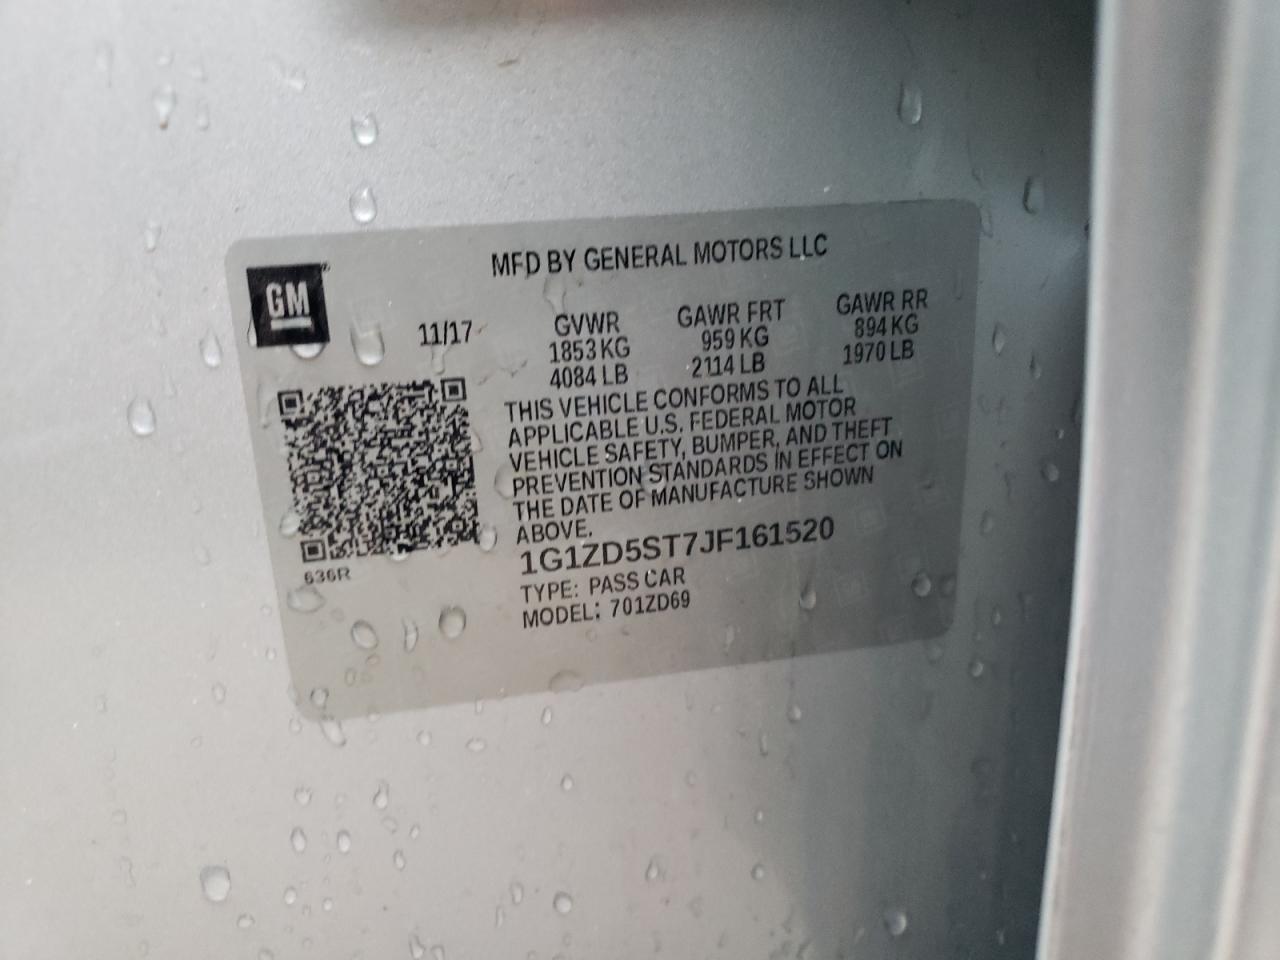 MFD BY GENERAL MOTORS LLC
GM
11/17
GVWR GAWR FRT GAWR RR
1853 KG 959 KG 894 KG
4084 LB 2114 LB 1970 LB
THIS VEHICLE CONFORMS TO ALL
APPLICABLE U.S. FEDERAL MOTOR
VEHICLE SAFETY, BUMPER, AND THEFT
PREVENTION STANDARDS IN EFFECT ON
THE DATE OF MANUFACTURE SHOWN
ABOVE.
1G1ZD5ST7JF161520
636R
TYPE: PASS CAR
MODEL: 701ZD69